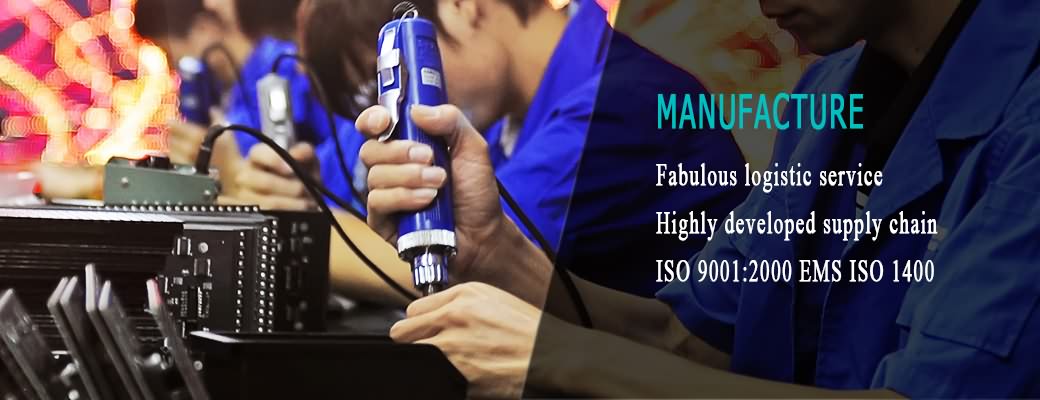 MANUFACTURE
Fabulous logistic service
Highly developed supply chain
ISO 9001:2000 EMS ISO 1400